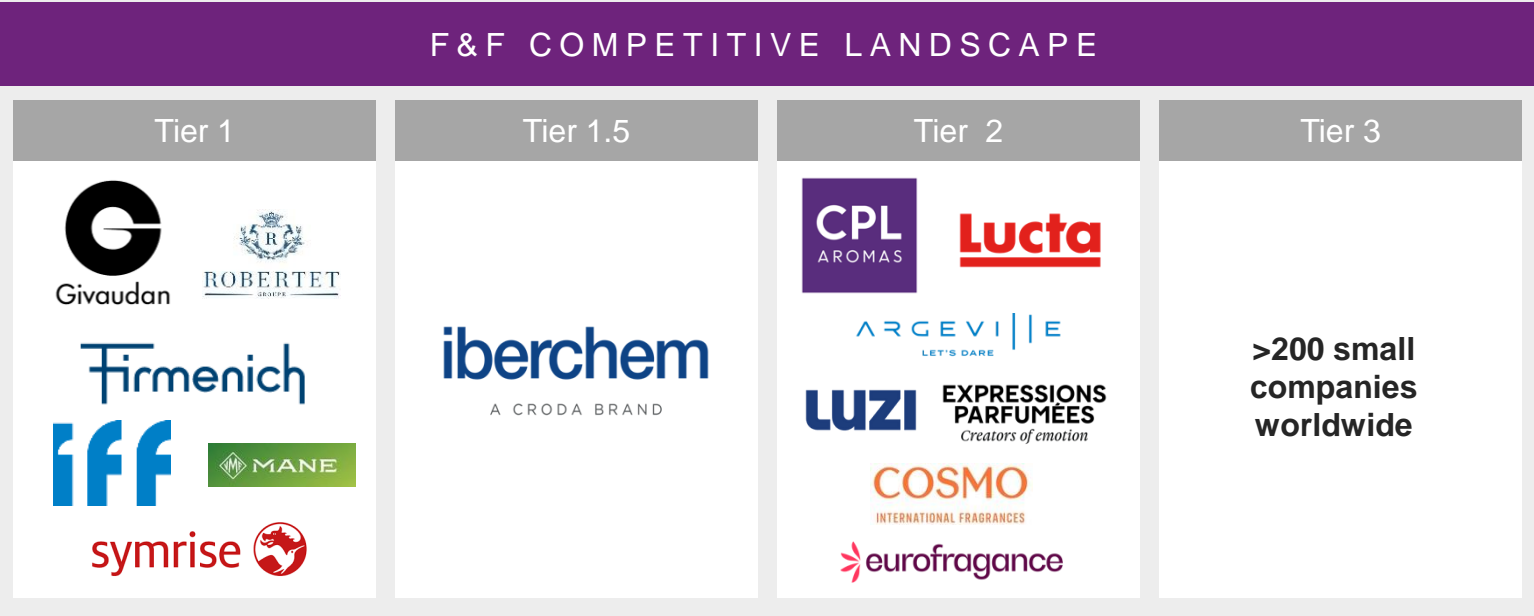 F&F COMPETITIVE LANDSCAPE
Tier 1
G
Givaudan
R
ROBERTET
GROUPE
Firmenich
iff
MANE
symrise
Tier 1.5
iberchem
A CRODA BRAND
Tier 2
CPL
AROMAS
Lucta
ARGEVILLE
LET'S DARE
LUZI
EXPRESSIONS
PARFUMÉES
Creators of emotion
COSMO
INTERNATIONAL FRAGRANCES
eurofragance
Tier 3
>200 small
companies
worldwide